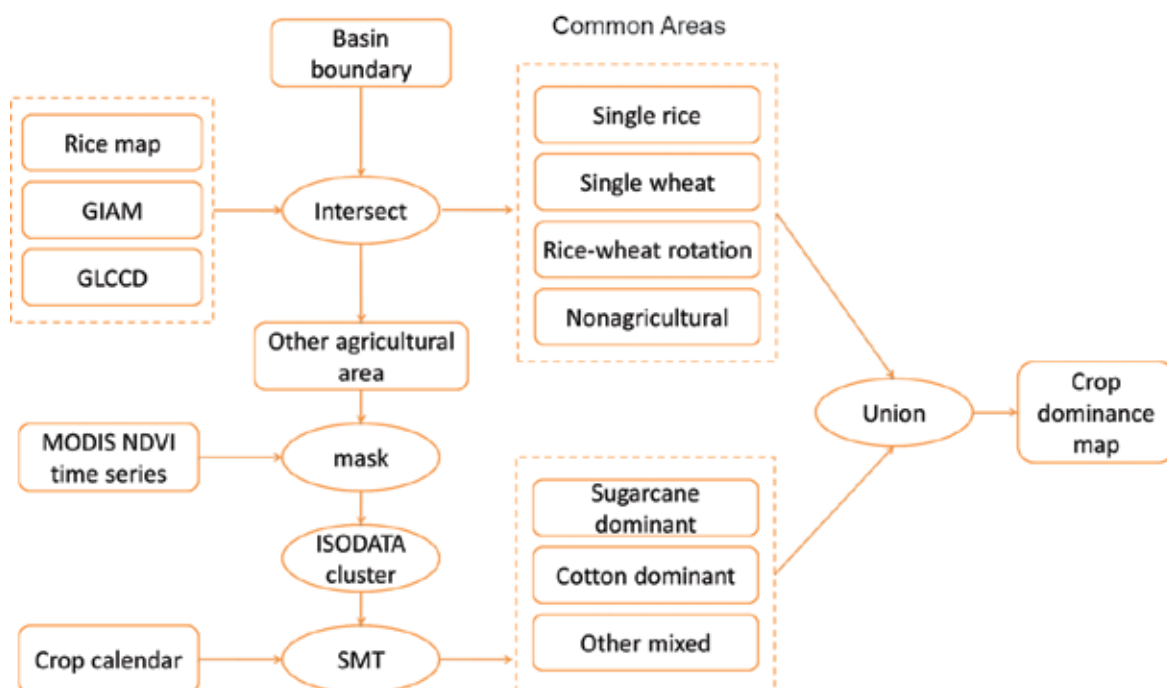 Common Areas
Basin
boundary
Rice map
GIAM
GLCCD
Intersect
Single rice
Single wheat
Rice-wheat rotation
Nonagricultural
Other agricultural
area
MODIS NDVI
time series
mask
ISODATA
cluster
Crop calendar
SMT
Sugarcane
dominant
Cotton dominant
Other mixed
Union
Crop
dominance
map